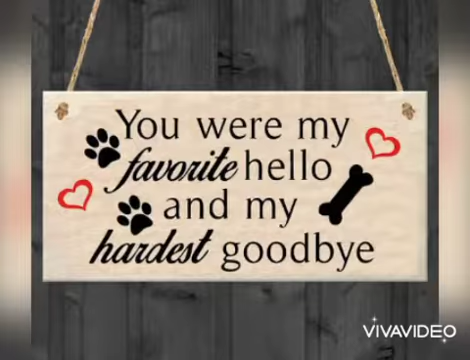 You were my
favorite hello
and my
hardest goodbye
VIVAVIDEO